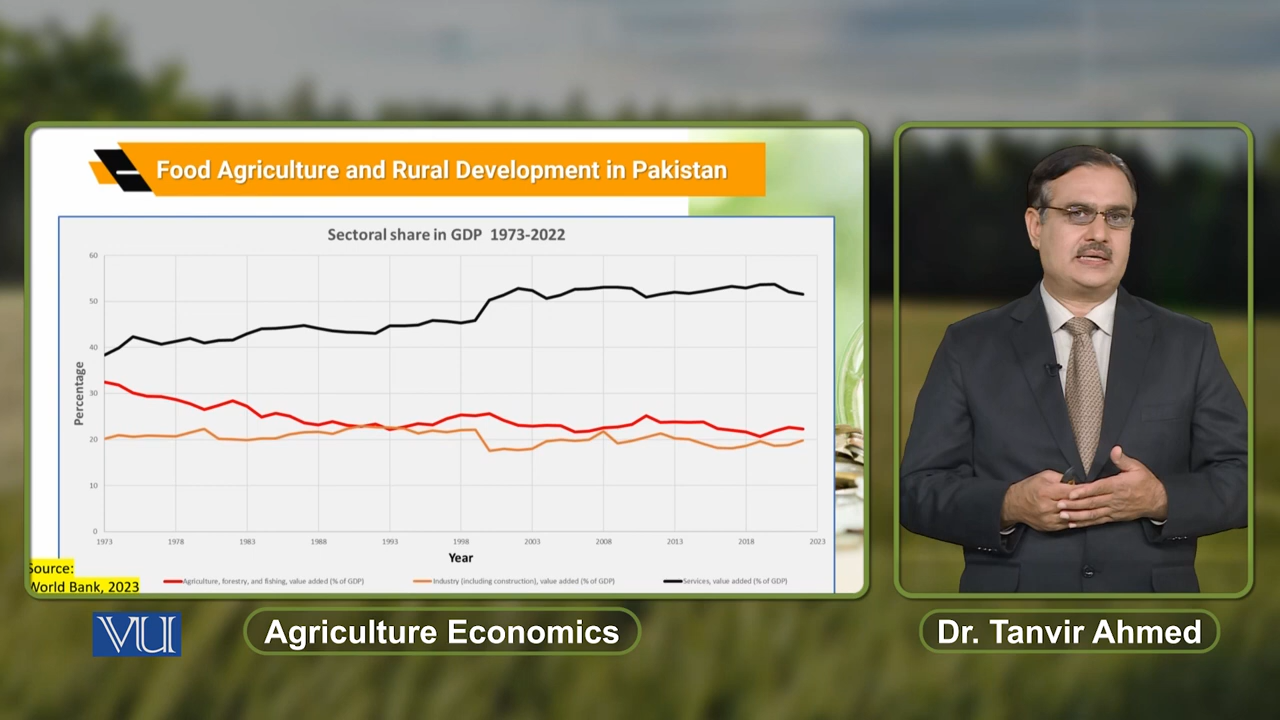 Food Agriculture and Rural Development in Pakistan
Sectoral share in GDP 1973-2022
60
50
40
30
20
10
0
Percentage
1973 1978 1983 1988 1993 1998 2003 2008 2013 2018 2023
Year
Source:
World Bank, 2023
Agriculture, forestry, and fishing, value added (% of GDP) Industry (including construction), value added (% of GDP) Services, value added (% of GDP)
VU
Agriculture Economics
Dr. Tanvir Ahmed